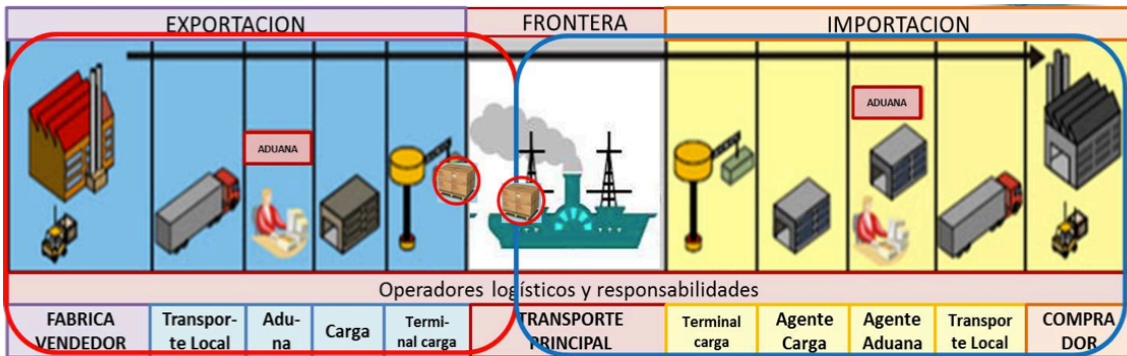 EXPORTACION
FRONTERA
IMPORTACION
ADUANA
ADUANA
Operadores logísticos y responsabilidades
FABRICA
VENDEDOR
Transpor-
te Local
Adu-
na
Carga
Termi-
nal carga
TRANSPORTE
PRINCIPAL
Terminal
carga
Agente
Carga
Agente
Aduana
Transpor
te Local
COMPRA
DOR